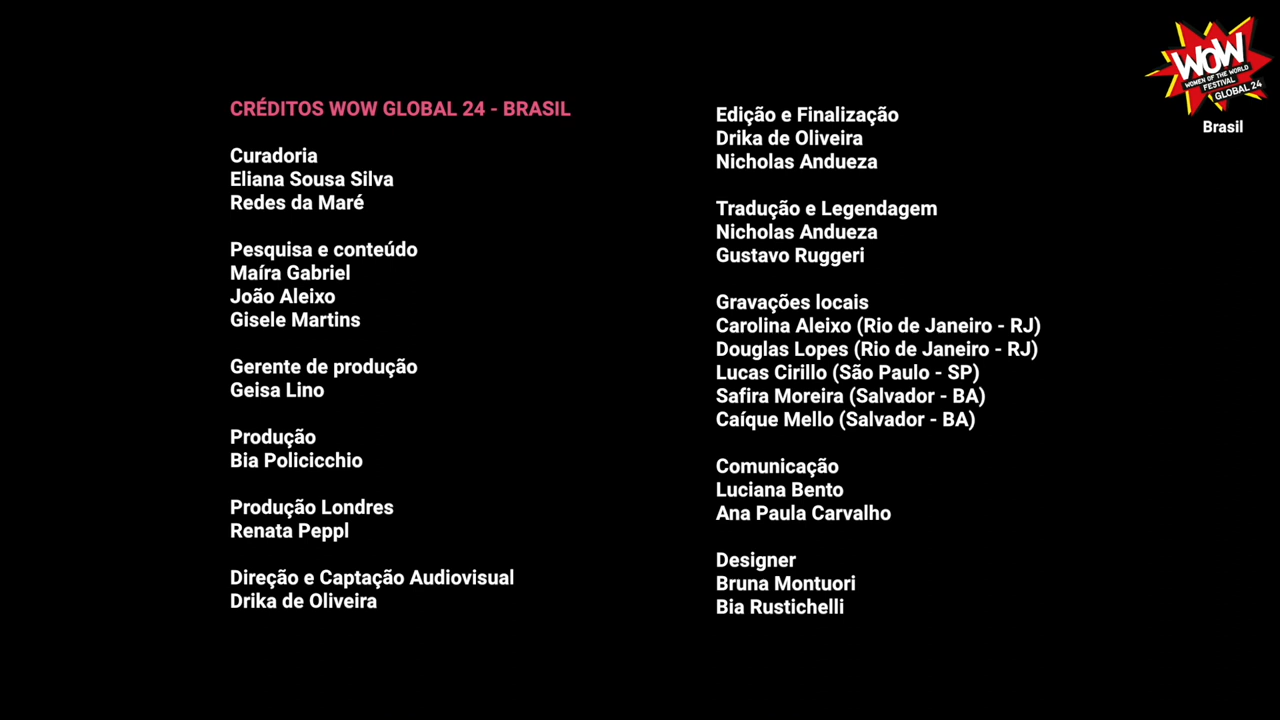 CRÉDITOS WOW GLOBAL 24 - BRASIL
Curadoria
Eliana Sousa Silva
Redes da Maré
Pesquisa e conteúdo
Maíra Gabriel
João Aleixo
Gisele Martins
Gerente de produção
Geisa Lino
Produção
Bia Policicchio
Produção Londres
Renata Peppl
Direção e Captação Audiovisual
Drika de Oliveira
Edição e Finalização
Drika de Oliveira
Nicholas Andueza
Tradução e Legendagem
Nicholas Andueza
Gustavo Ruggeri
Gravações locais
Carolina Aleixo (Rio de Janeiro - RJ)
Douglas Lopes (Rio de Janeiro - RJ)
Lucas Cirillo (São Paulo - SP)
Safira Moreira (Salvador - BA)
Caíque Mello (Salvador - BA)
Comunicação
Luciana Bento
Ana Paula Carvalho
Designer
Bruna Montuori
Bia Rustichelli
WOW
WOMEN OF THE WORLD
FESTIVAL
GLOBAL 24
Brasil